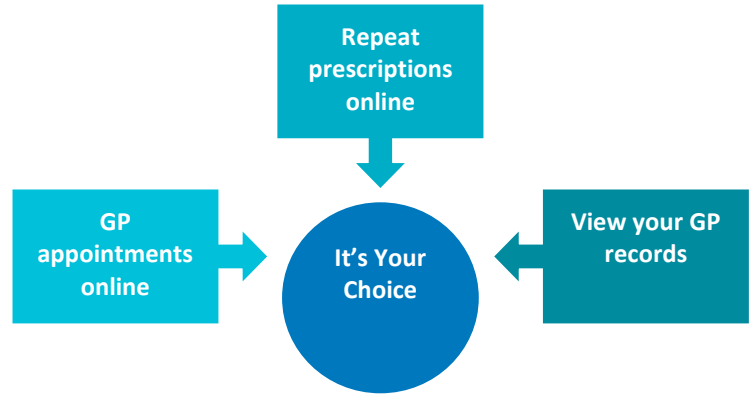 Repeat
prescriptions
online
GP
appointments
online
It’s Your
Choice
View your GP
records